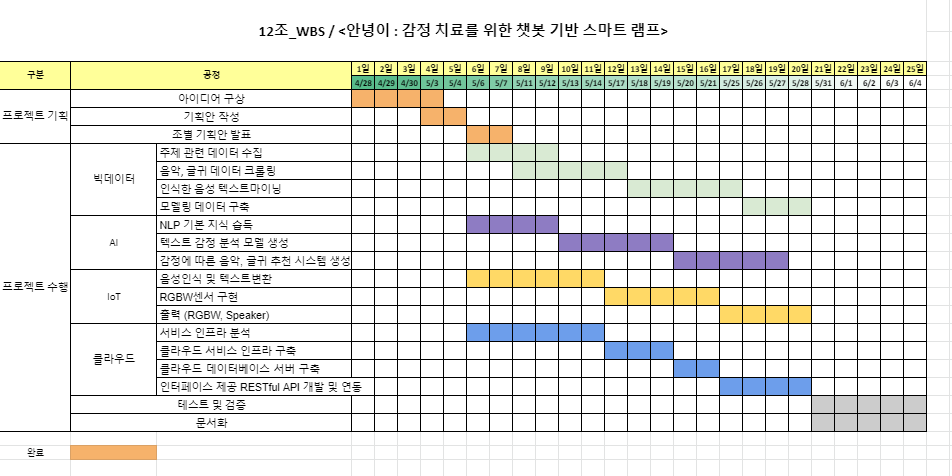 12조_WBS / <안녕이 : 감정 치료를 위한 챗봇 기반 스마트 램프>
구분 공정 1일 2일 3일 4일 5일 6일 7일 8일 9일 10일 11일 12일 13일 14일 15일 16일 17일 18일 19일 20일 21일 22일 23일 24일 25일
4/28 4/29 4/30 5/3 5/4 5/6 5/7 5/11 5/12 5/13 5/14 5/17 5/18 5/19 5/20 5/21 5/25 5/26 5/27 5/28 5/31 6/1 6/2 6/3 6/4
프로젝트 기획
아이디어 구상
기획안 작성
조별 기획안 발표
프로젝트 수행
빅데이터
주제 관련 데이터 수집
음악, 글귀 데이터 크롤링
인식한 음성 텍스트마이닝
모델링 데이터 구축
AI
NLP 기본 지식 습득
텍스트 감정 분석 모델 생성
감정에 따른 음악, 글귀 추천 시스템 생성
IoT
음성인식 및 텍스트변환
RGBW센서 구현
출력 (RGBW, Speaker)
클라우드
서비스 인프라 분석
클라우드 서비스 인프라 구축
클라우드 데이터베이스 서버 구축
인터페이스 제공 RESTful API 개발 및 연동
테스트 및 검증
문서화
완료